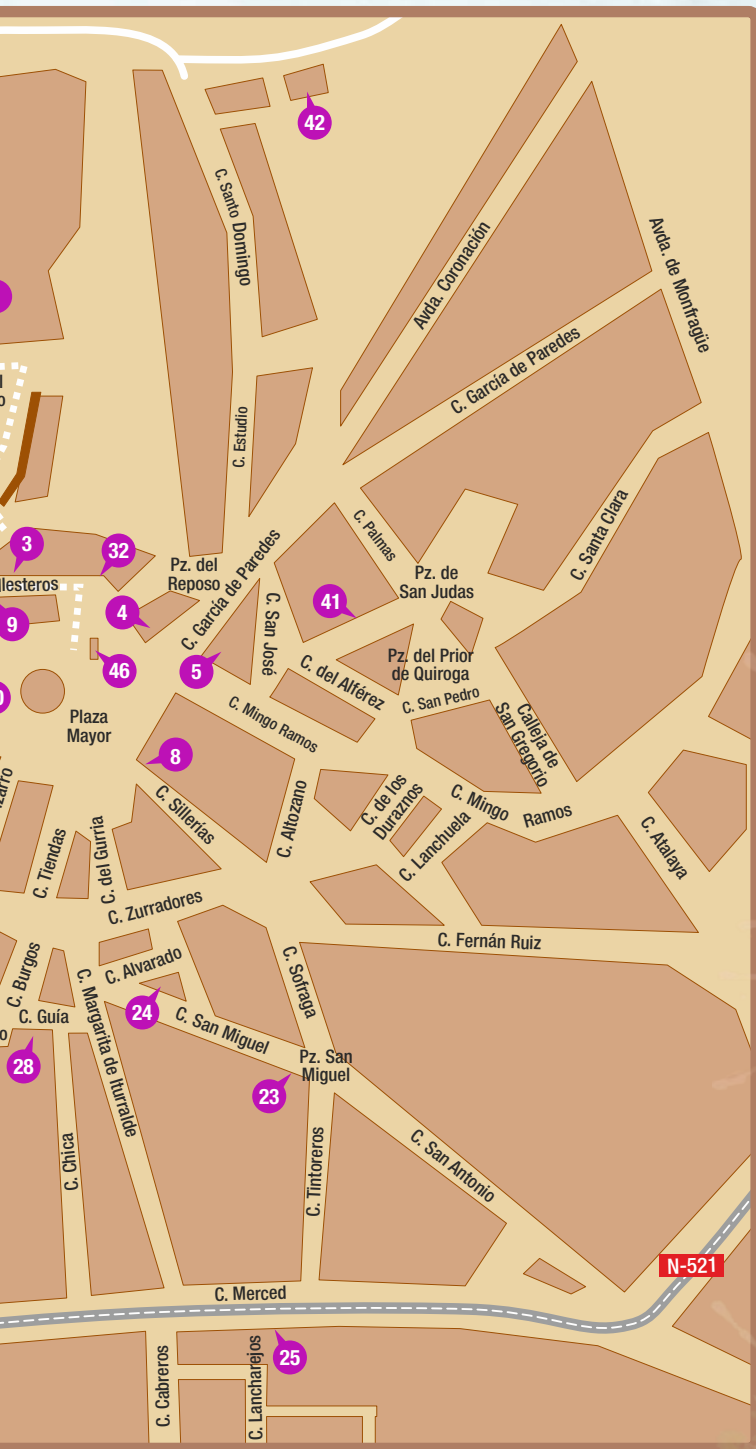 42
C. Santo Domingo
Avda. Coronación
Avda. de Monfragüe
C. García de Paredes
C. Estudio
C. Palmas
C. Santa Clara
3
32
Pz. del
Reposo
C. García de Paredes
4
9
46
5
41
C. San José
Pz. de
San Judas
Pz. del Prior
de Quiroga
C. del Alférez
C. San Pedro
Plaza
Mayor
C. Mingo Ramos
Calleja de
San Gregorio
8
C. Sillerías
C. Altozano
C. de los
Duraznos
C. Mingo Ramos
C. Lanchuela
C. Atalaya
C. Tiendas
C. del Gurria
C. Zurradores
C. Fernán Ruiz
C. Burgos
C. Alvarado
C. Sofraga
C. Guía
24
C. San Miguel
C. Margarita de Iturralde
28
Pz. San
Miguel
23
C. Chica
C. Tintoreros
C. San Antonio
N-521
C. Merced
25
C. Cabreros
C. Lancharejos